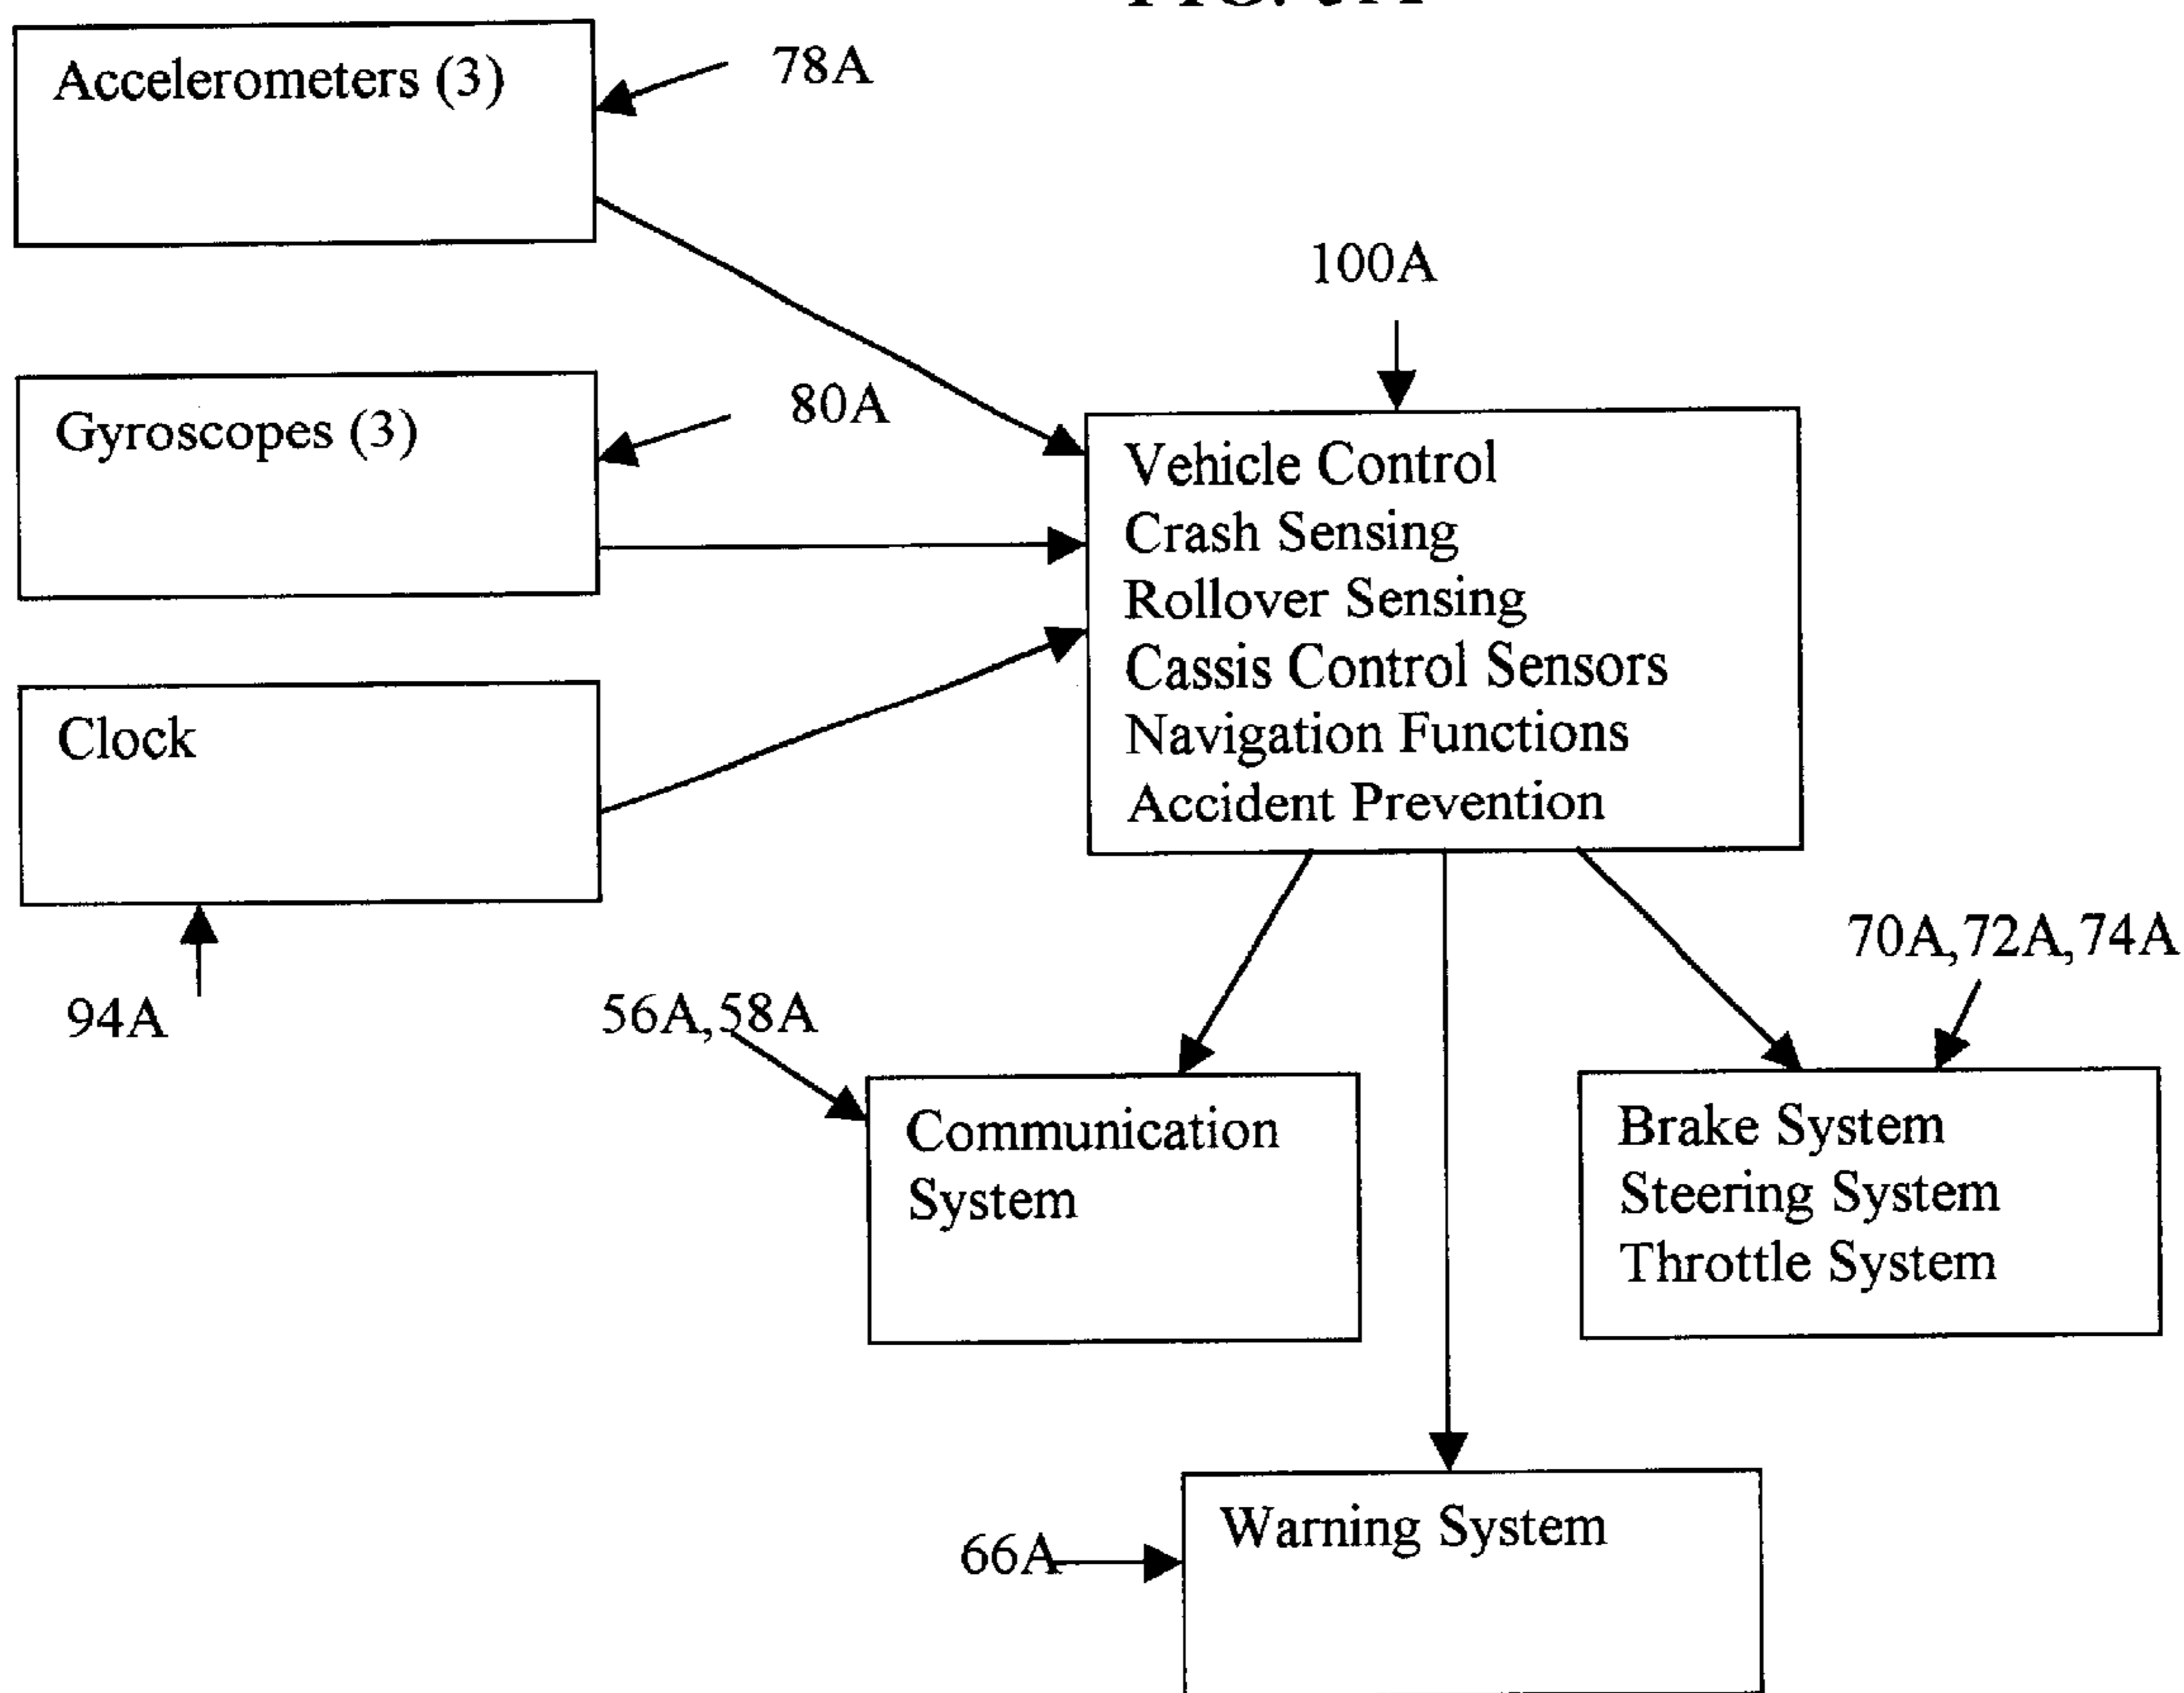 Accelerometers (3)
78A
100A
Gyroscopes (3)
80A
Vehicle Control
Crash Sensing
Rollover Sensing
Cassis Control Sensors
Navigation Functions
Accident Prevention
Clock
94A
56A,58A
70A,72A,74A
Communication
System
Brake System
Steering System
Throttle System
66A
Warning System